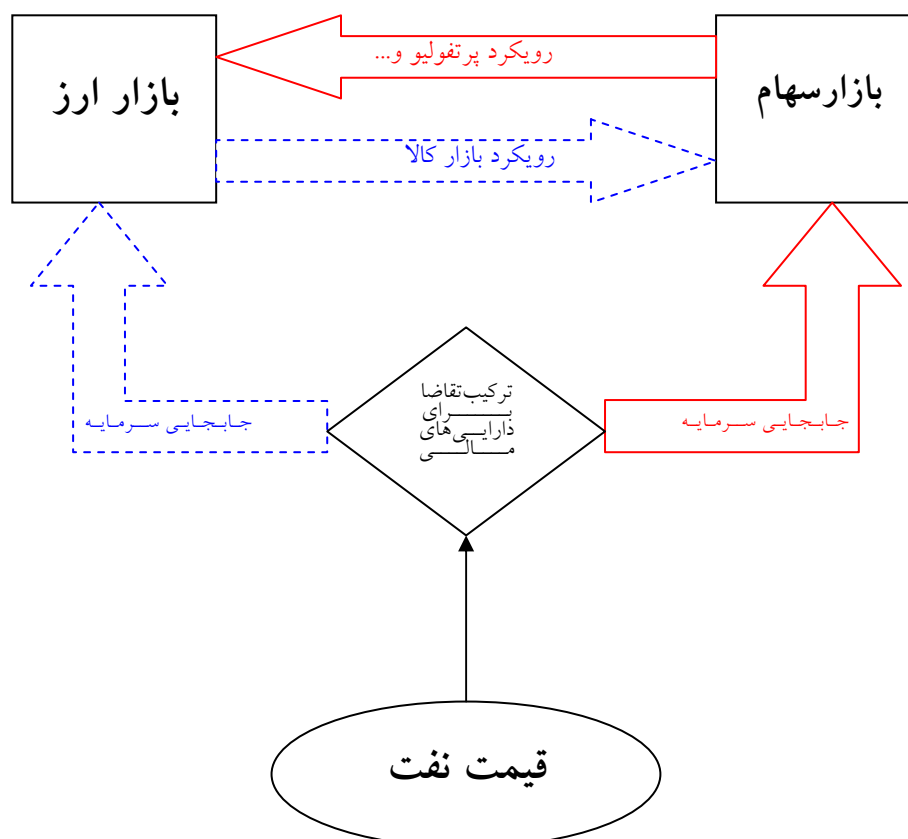 رویکرد پرتفولیو و...
بازارسهام
بازار ارز
رویکرد بازار کالا
ترکیب تقاضا
برای
دارایی‌های
مالی
جابجایی سرمایه
جابجایی سرمایه
قیمت نفت